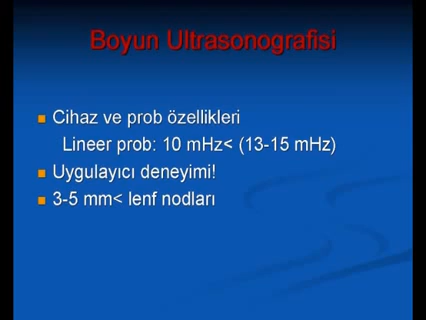 Boyun Ultrasonografisi
Cihaz ve prob özellikleri
Lineer prob: 10 mHz< (13-15 mHz)
Uygulayıcı deneyimi!
3-5 mm< lenf nodları